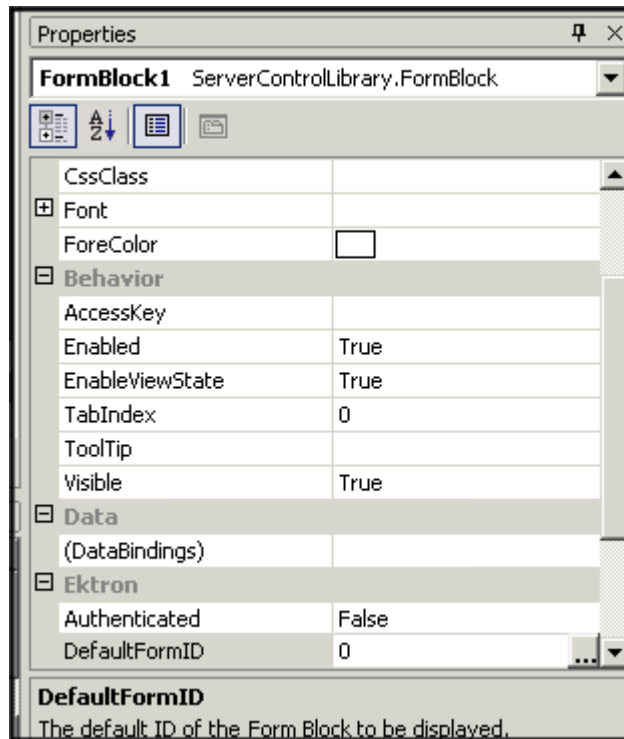 Properties
FormBlock1 ServerControlLibrary.FormBlock
CssClass
Font
ForeColor
Behavior
AccessKey
Enabled True
EnableViewState True
TabIndex 0
ToolTip
Visible True
Data
(DataBindings)
Ektron
Authenticated False
DefaultFormID 0 ...
DefaultFormID
The default ID of the Form Block to be displayed.